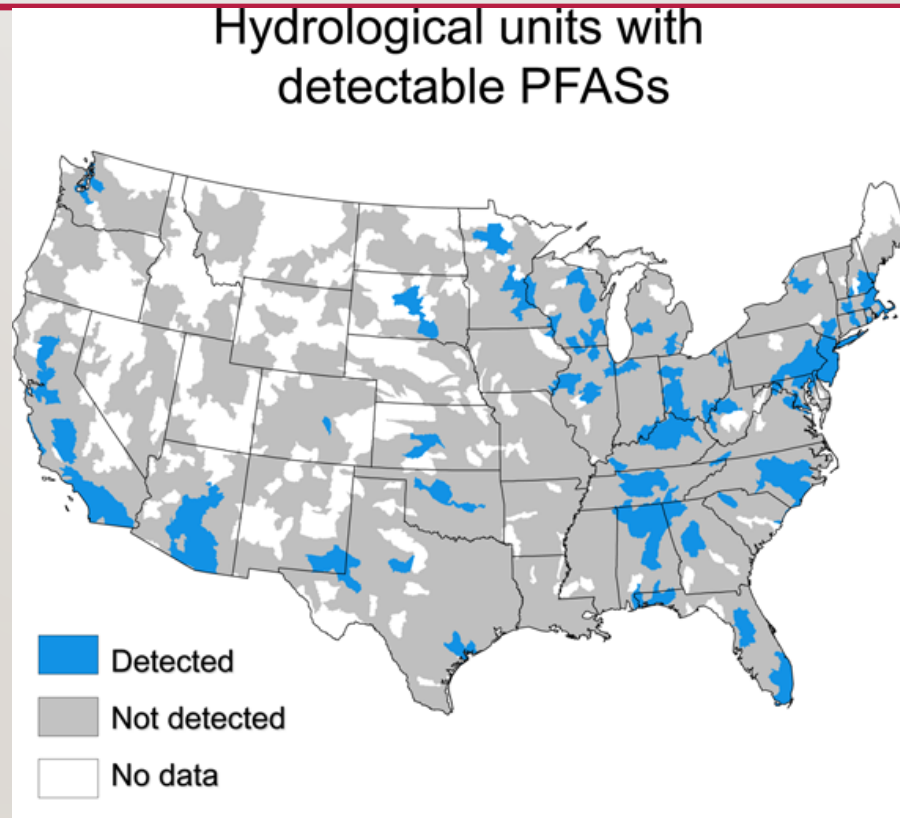 Hydrological units with
detectable PFASs
Detected
Not detected
No data